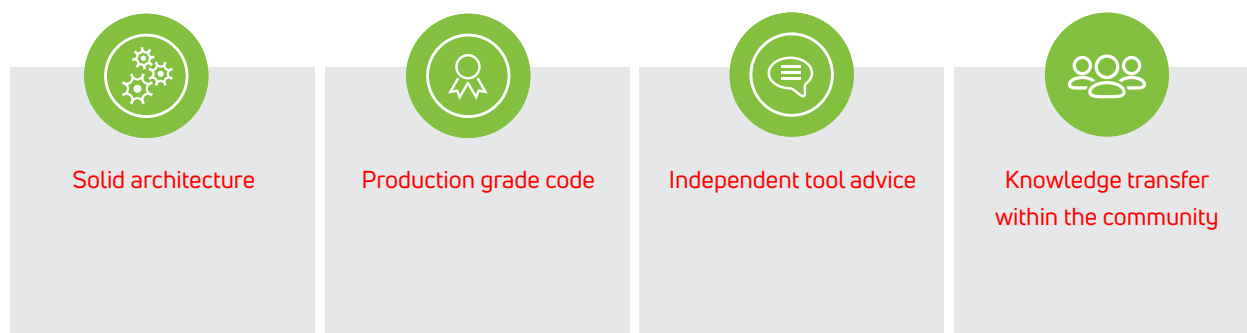 Solid architecture
Production grade code
Independent tool advice
Knowledge transfer
within the community